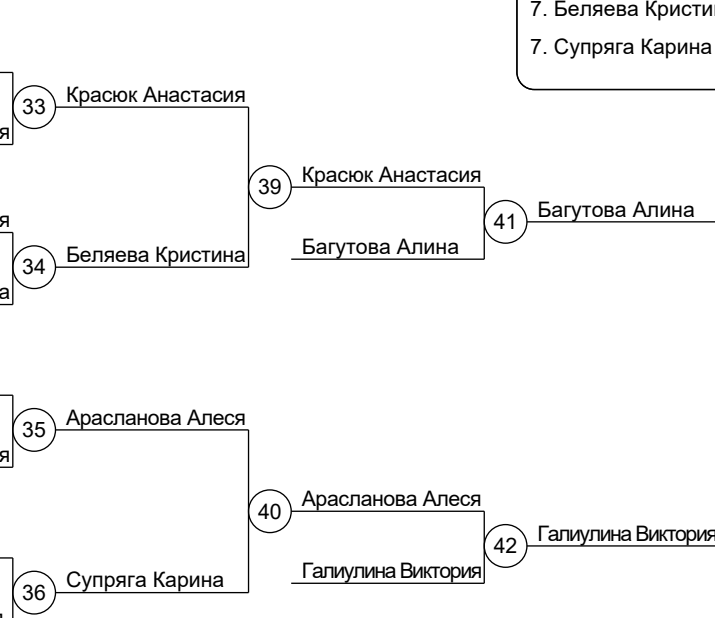 7. Беляева
7. Супряга Карина
33 Красюк Анастасия
я
39 Красюк Анастасия
я
41 Багутова Алина
34 Беляева Кристина
Багутова Алина
а
35 Арасланова Алеся
я
40 Арасланова Алеся
42 Галиулина Виктория
36 Супряга Карина
Галиулина Виктория